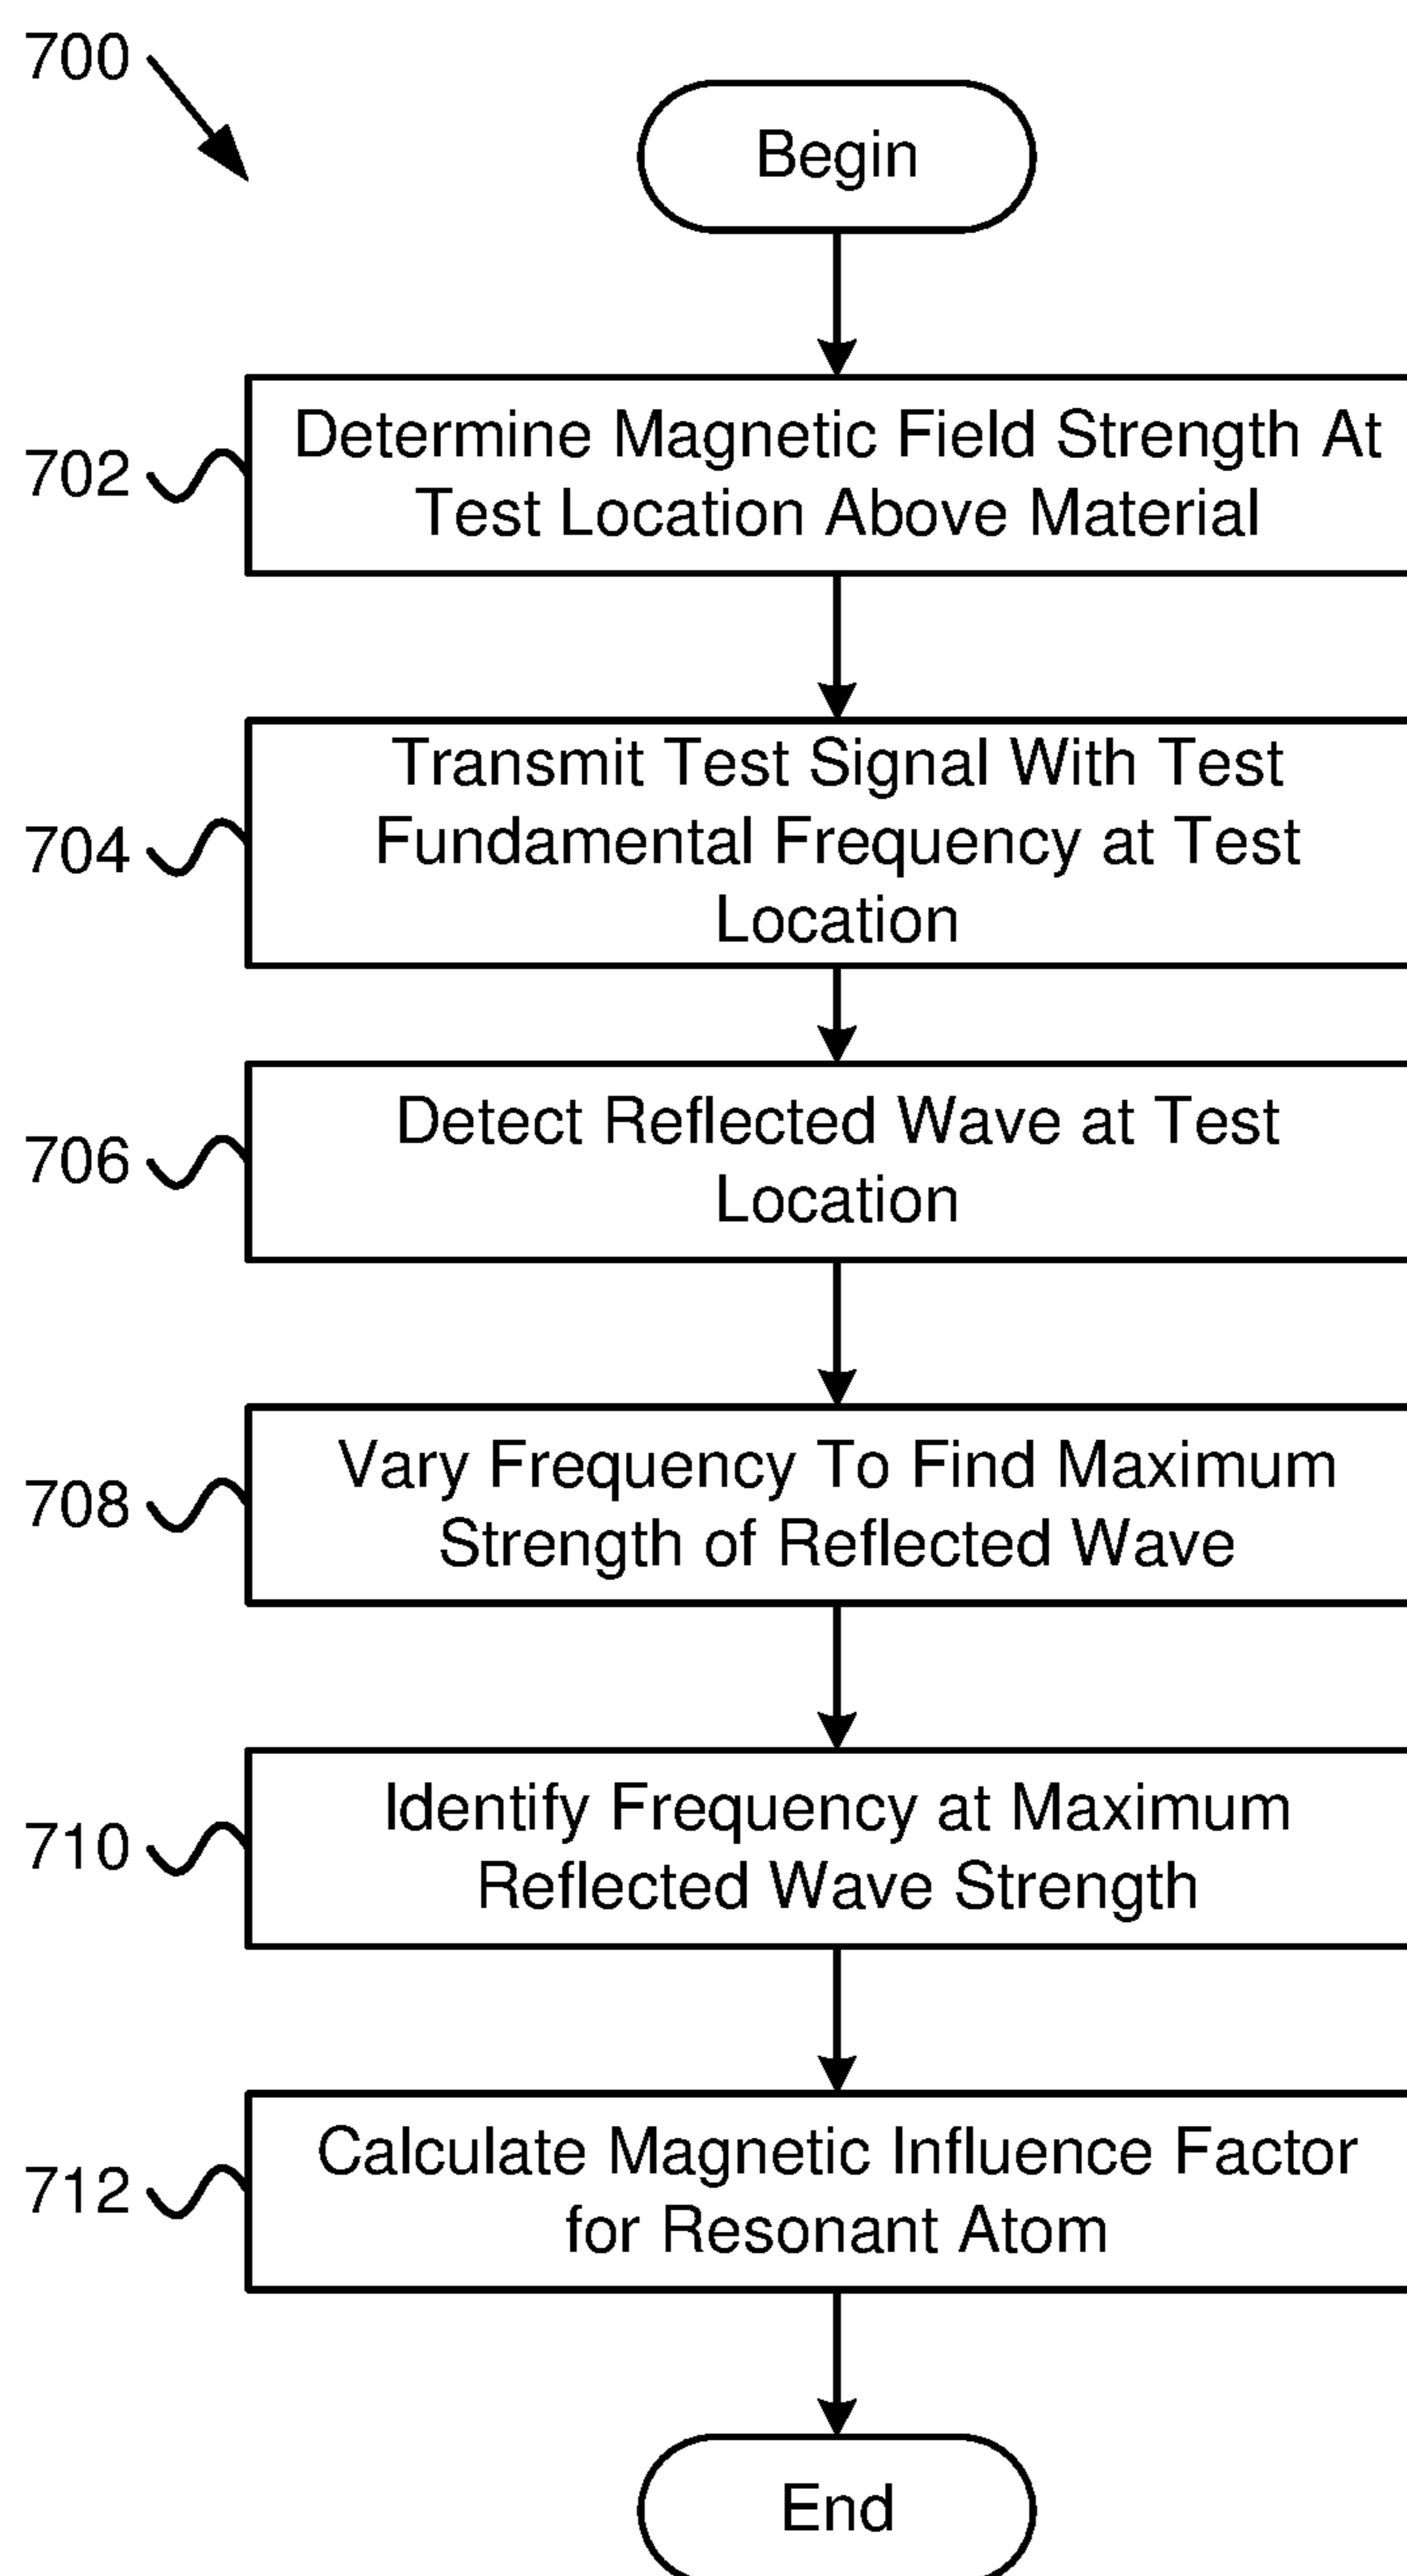 700
Begin
702
Determine Magnetic Field Strength At
Test Location Above Material
704
Transmit Test Signal With Test
Fundamental Frequency at Test
Location
706
Detect Reflected Wave at Test
Location
708
Vary Frequency To Find Maximum
Strength of Reflected Wave
710
Identify Frequency at Maximum
Reflected Wave Strength
712
Calculate Magnetic Influence Factor
for Resonant Atom
End